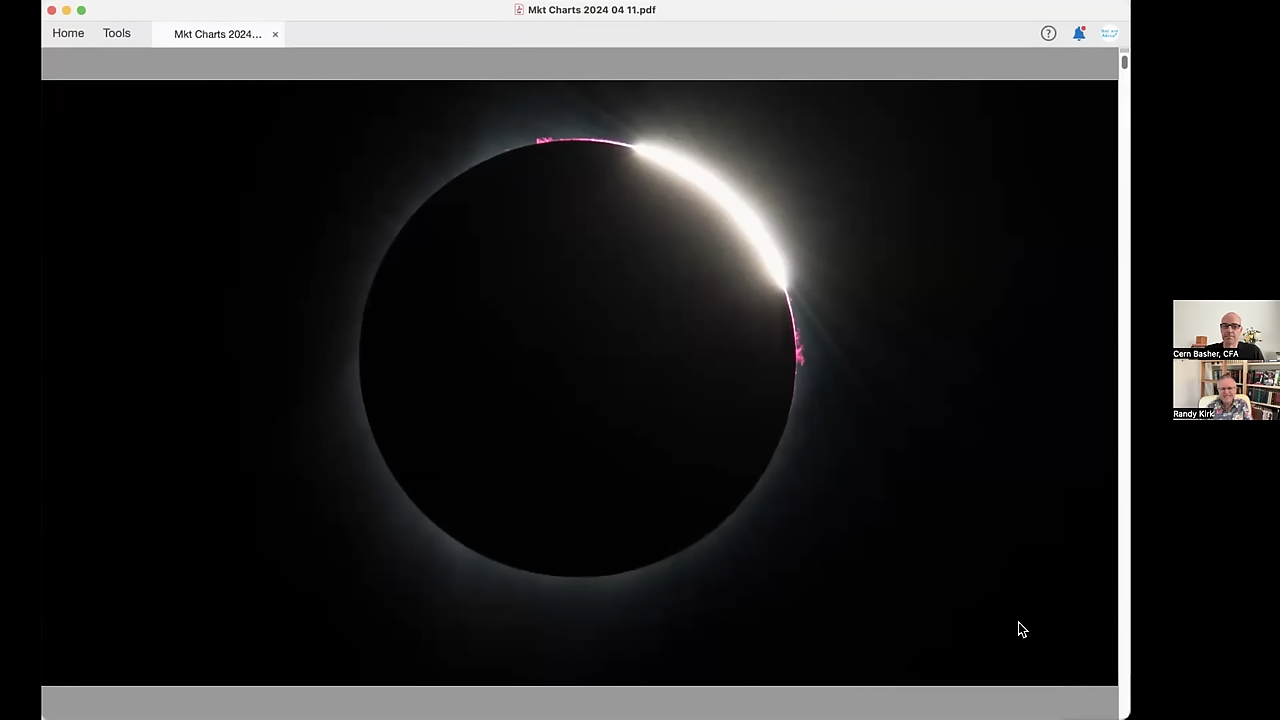 Mkt Charts 2024 04 11.pdf
Home
Tools
Mkt Charts 2024...
×
?
Cern Basher, CFA
Randy Kirk